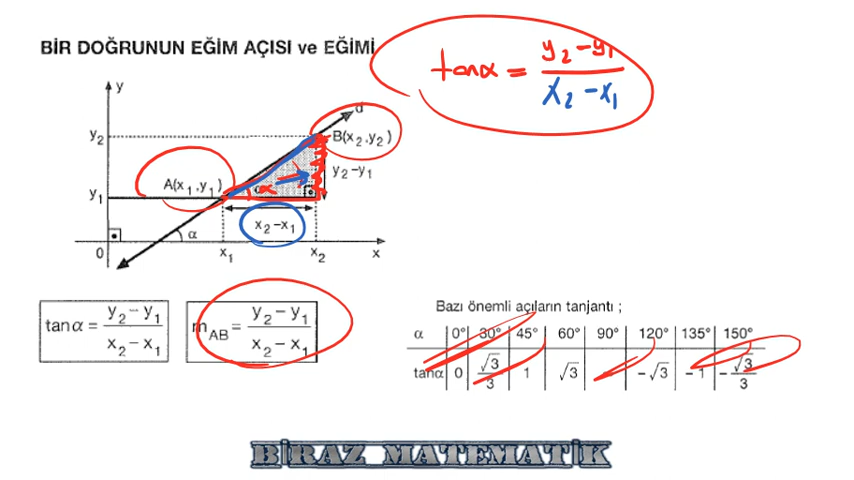 BİR DOĞRUNUN EĞİM AÇISI ve EĞİMİ
tanα = y₂ − y₁ / x₂ − x₁
y
d
y₂
B(x₂,y₂)
A(x₁,y₁)
α
y₂−y₁
y₁
x₂−x₁
α
0
x₁
x₂
x
tanα = y₂ − y₁ / x₂ − x₁
m_AB = y₂ − y₁ / x₂ − x₁
Bazı önemli açıların tanjantı ;
α 0° 30° 45° 60° 90° 120° 135° 150°
tanα 0 √3/3 1 √3 −√3 −1 −√3/3
BİRAZ MATEMATİK